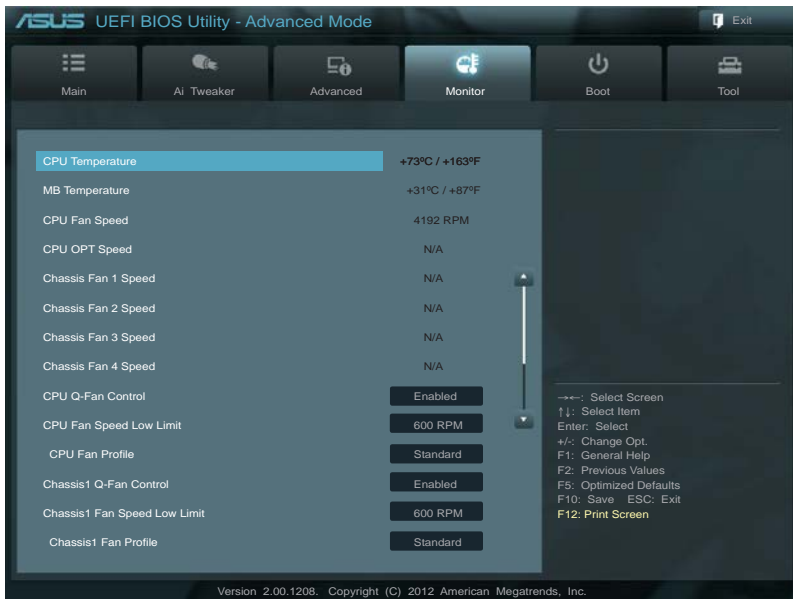 ASUS UEFI BIOS Utility - Advanced Mode
Exit
Main
Ai Tweaker
Advanced
Monitor
Boot
Tool
CPU Temperature +73ºC / +163ºF
MB Temperature +31ºC / +87ºF
CPU Fan Speed 4192 RPM
CPU OPT Speed N/A
Chassis Fan 1 Speed N/A
Chassis Fan 2 Speed N/A
Chassis Fan 3 Speed N/A
Chassis Fan 4 Speed N/A
CPU Q-Fan Control Enabled
CPU Fan Speed Low Limit 600 RPM
CPU Fan Profile Standard
Chassis1 Q-Fan Control Enabled
Chassis1 Fan Speed Low Limit 600 RPM
Chassis1 Fan Profile Standard
→←: Select Screen
↑↓: Select Item
Enter: Select
+/-: Change Opt.
F1: General Help
F2: Previous Values
F5: Optimized Defaults
F10: Save ESC: Exit
F12: Print Screen
Version 2.00.1208. Copyright (C) 2012 American Megatrends, Inc.